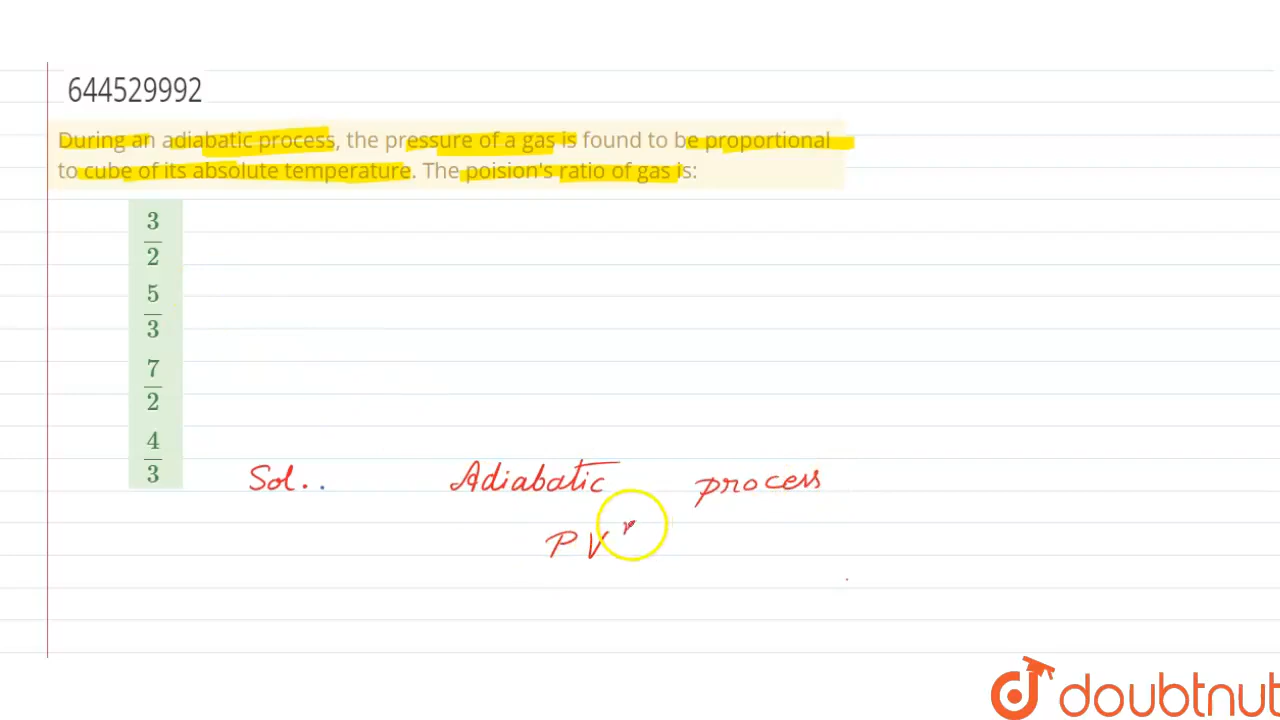 644529992
During an adiabatic process, the pressure of a gas is found to be proportional
to cube of its absolute temperature. The poision's ratio of gas is:
3/2
5/3
7/2
4/3
Sol.. Adiabatic process
PV
doubtnut